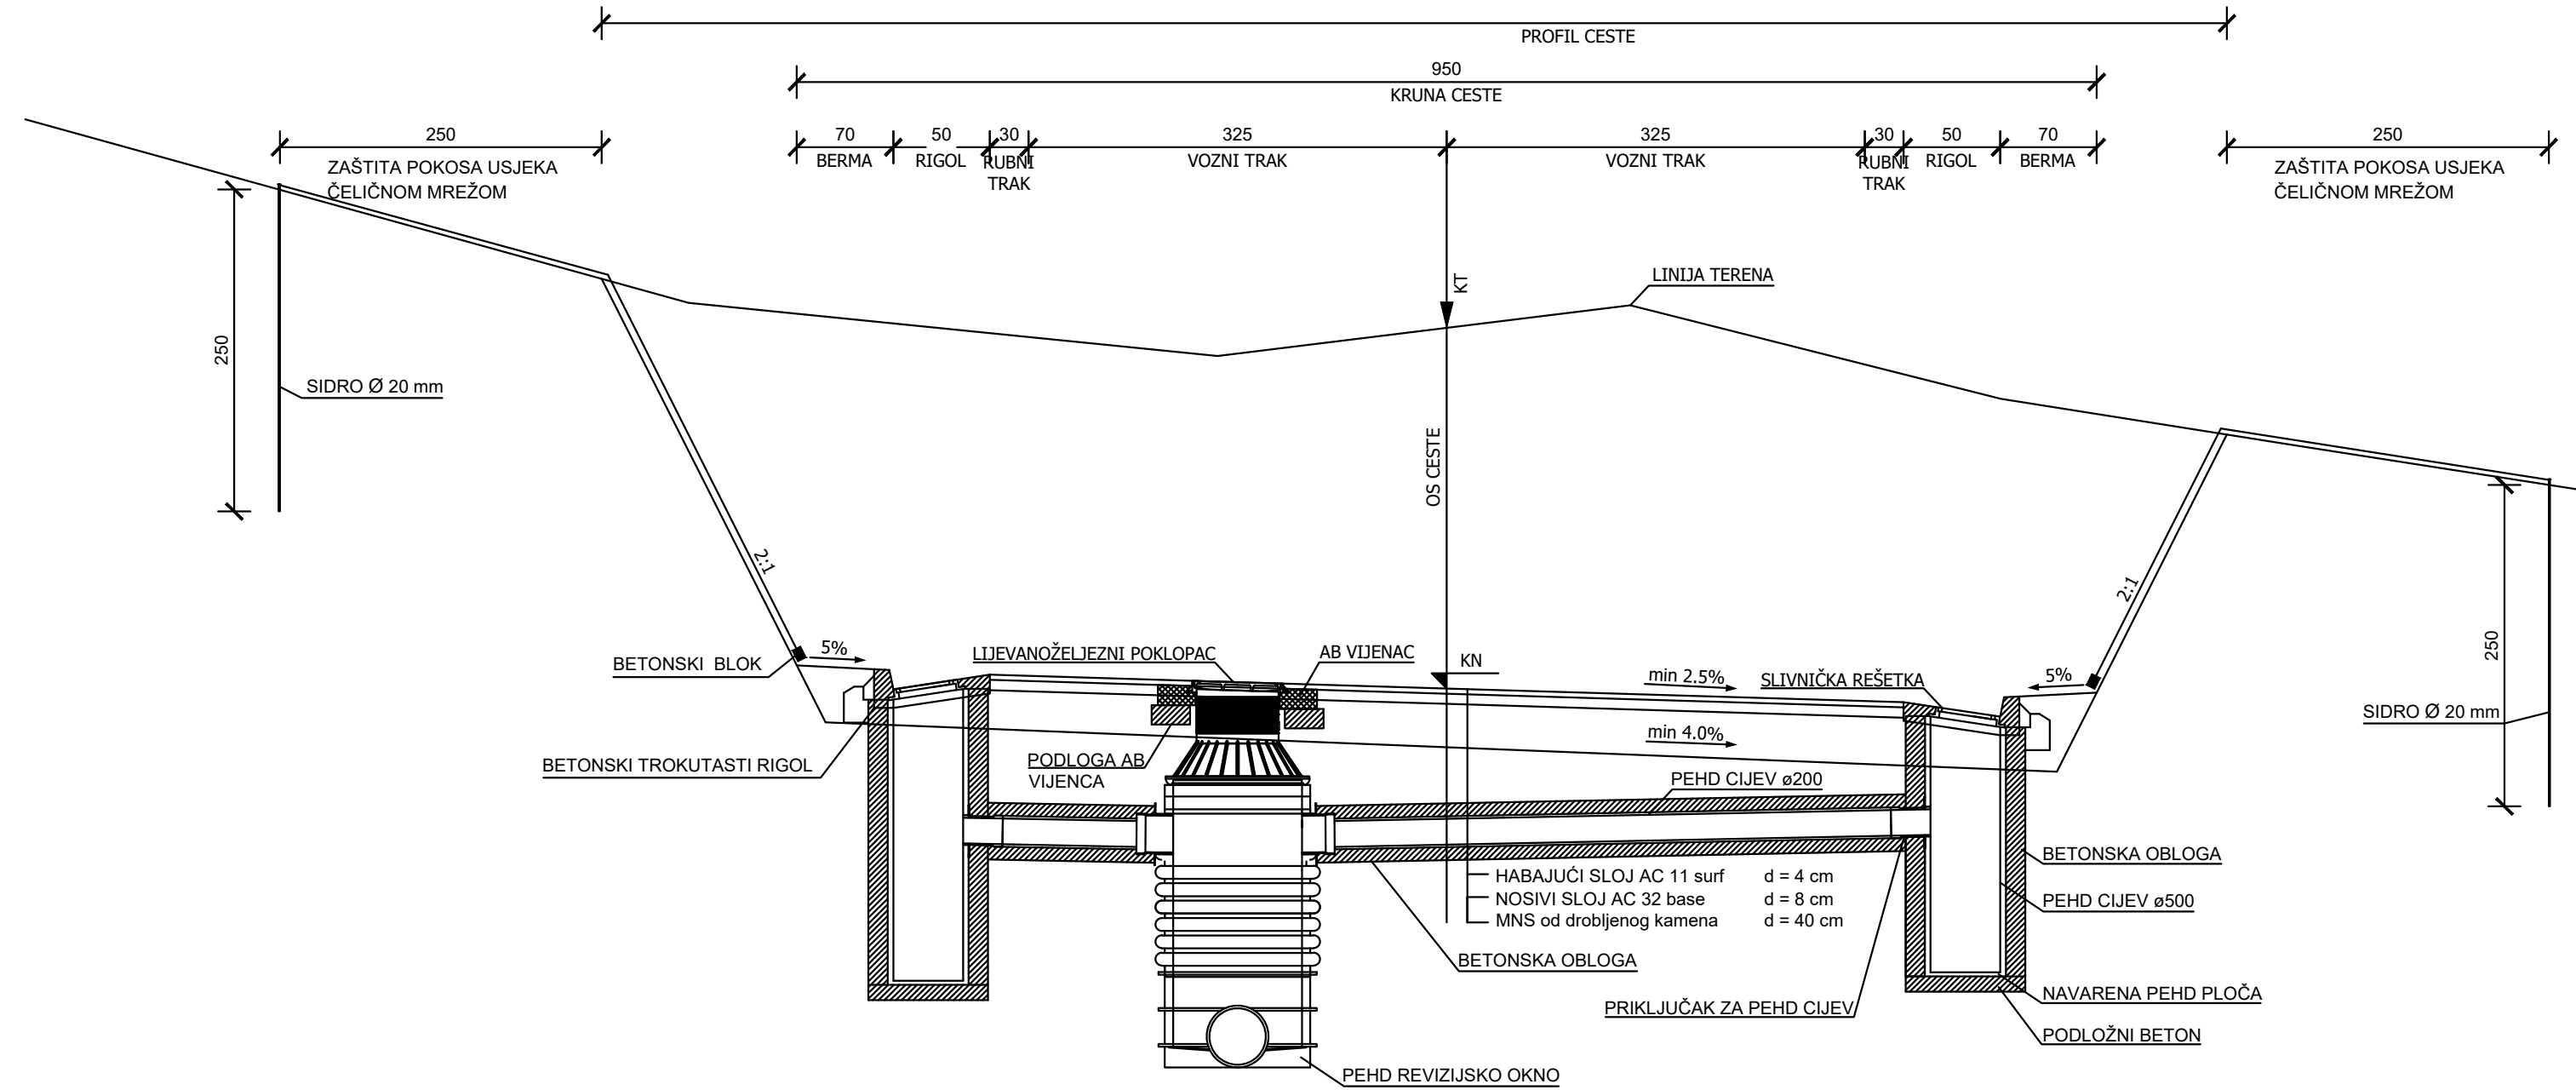 PROFIL CESTE
950
KRUNA CESTE
250
70
50
30
325
325
30
50
70
250
BERMA
RIGOL
RUBNI
TRAK
VOZNI TRAK
VOZNI TRAK
RUBNI
TRAK
RIGOL
BERMA
ZAŠTITA POKOSA USJEKA
ČELIČNOM MREŽOM
ZAŠTITA POKOSA USJEKA
ČELIČNOM MREŽOM
KT
LINIJA TERENA
250
SIDRO Ø 20 mm
OS CESTE
2:1
2:1
250
BETONSKI BLOK
5%
LIJEVANOŽELJEZNI POKLOPAC
AB VIJENAC
KN
min 2.5%
SLIVNIČKA REŠETKA
5%
SIDRO Ø 20 mm
min 4.0%
BETONSKI TROKUTASTI RIGOL
PODLOGA AB
VIJENCA
PEHD CIJEV ø200
HABAJUĆI SLOJ AC 11 surf d = 4 cm
NOSIVI SLOJ AC 32 base d = 8 cm
MNS od drobljenog kamena d = 40 cm
BETONSKA OBLOGA
PEHD CIJEV ø500
BETONSKA OBLOGA
PRIKLJUČAK ZA PEHD CIJEV
NAVARENA PEHD PLOČA
PODLOŽNI BETON
PEHD REVIZIJSKO OKNO